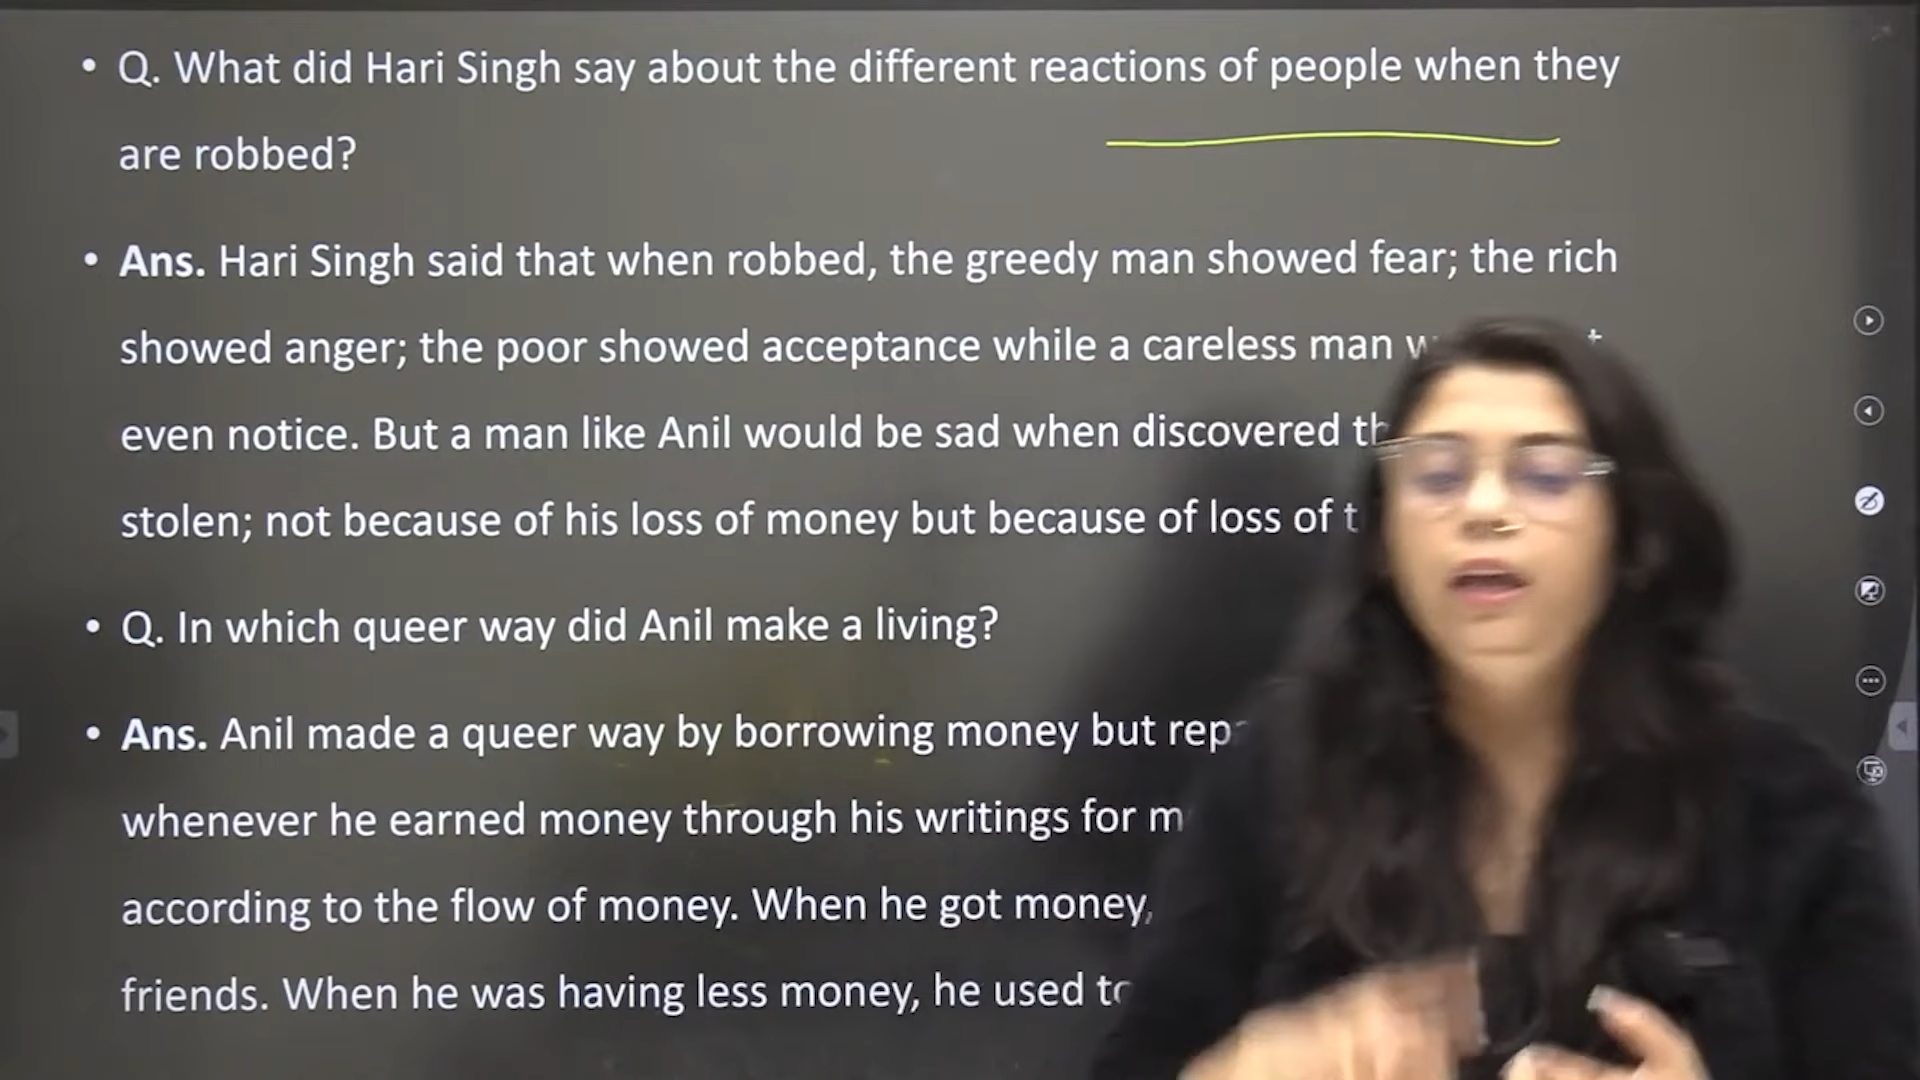 • Q. What did Hari Singh say about the different reactions of people when they
are robbed?
• Ans. Hari Singh said that when robbed, the greedy man showed fear; the rich
showed anger; the poor showed acceptance while a careless man
even notice. But a man like Anil would be sad when discovered
stolen; not because of his loss of money but because of loss of
• Q. In which queer way did Anil make a living?
• Ans. Anil made a queer way by borrowing money but
whenever he earned money through his writings for
according to the flow of money. When he got money,
friends. When he was having less money, he used